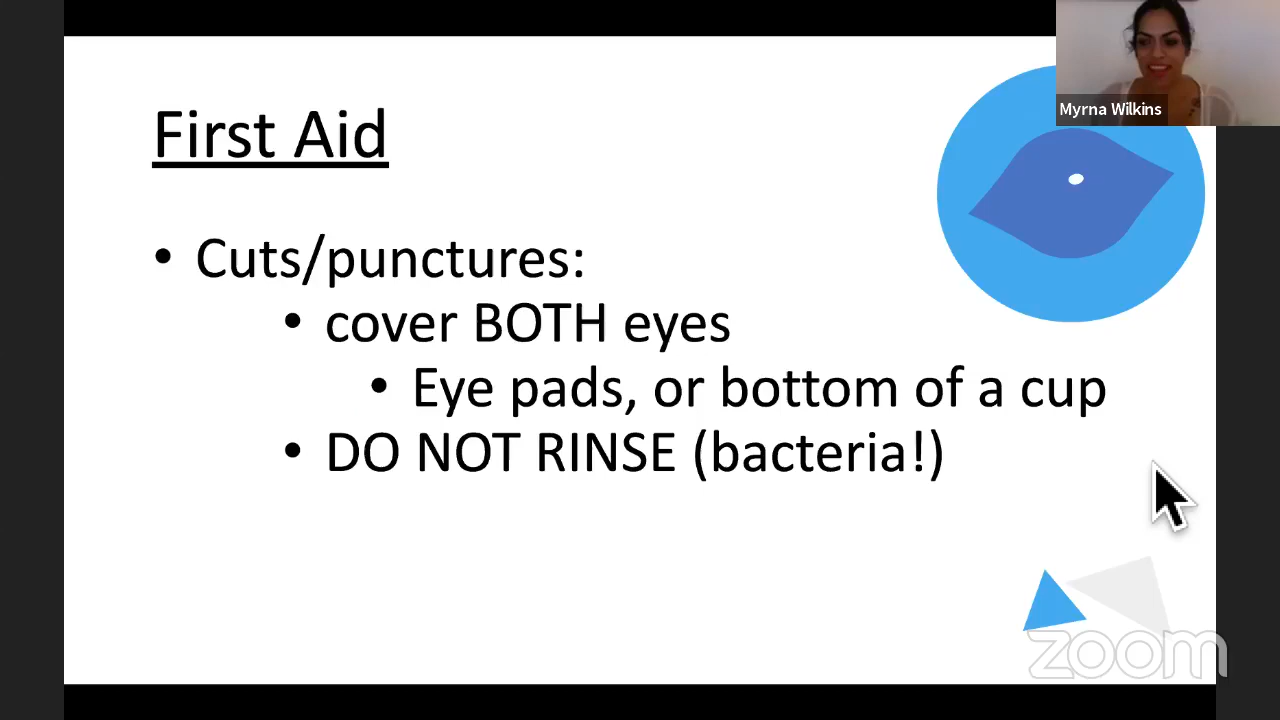 Myrna Wilkins
First Aid
• Cuts/punctures:
• cover BOTH eyes
• Eye pads, or bottom of a cup
• DO NOT RINSE (bacteria!)
zoom